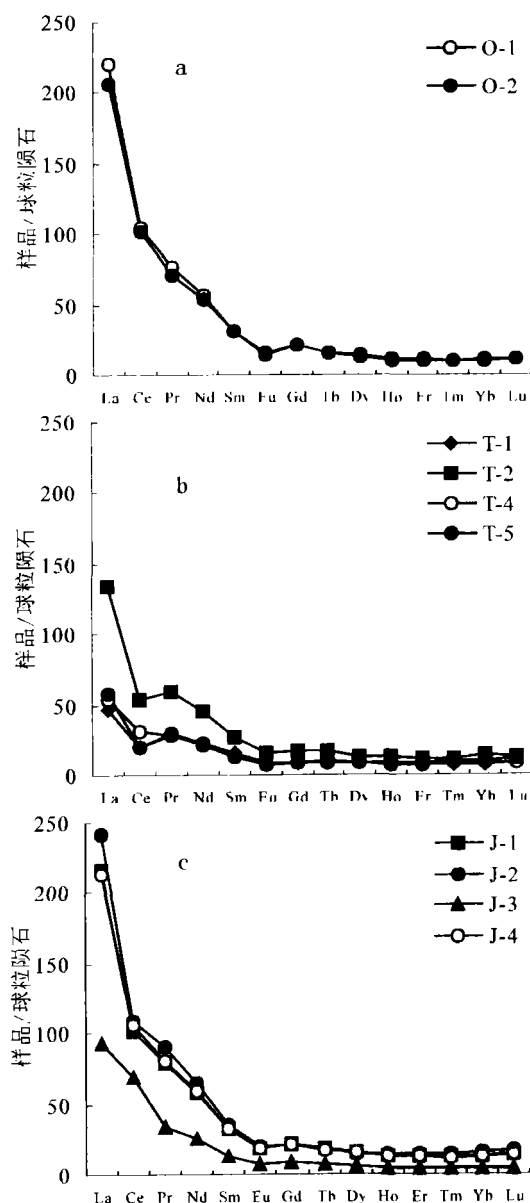 250
200
150
100
50
0
样品/球粒陨石
a
O-1
O-2
La Ce Pr Nd Sm Eu Gd Tb Dy Ho Er Tm Yb Lu
250
200
150
100
50
0
样品/球粒陨石
b
T-1
T-2
T-4
T-5
La Ce Pr Nd Sm Eu Gd Tb Dy Ho Er Tm Yb Lu
250
200
150
100
50
0
样品/球粒陨石
c
J-1
J-2
J-3
J-4
La Ce Pr Nd Sm Eu Gd Tb Dy Ho Er Tm Yb Lu